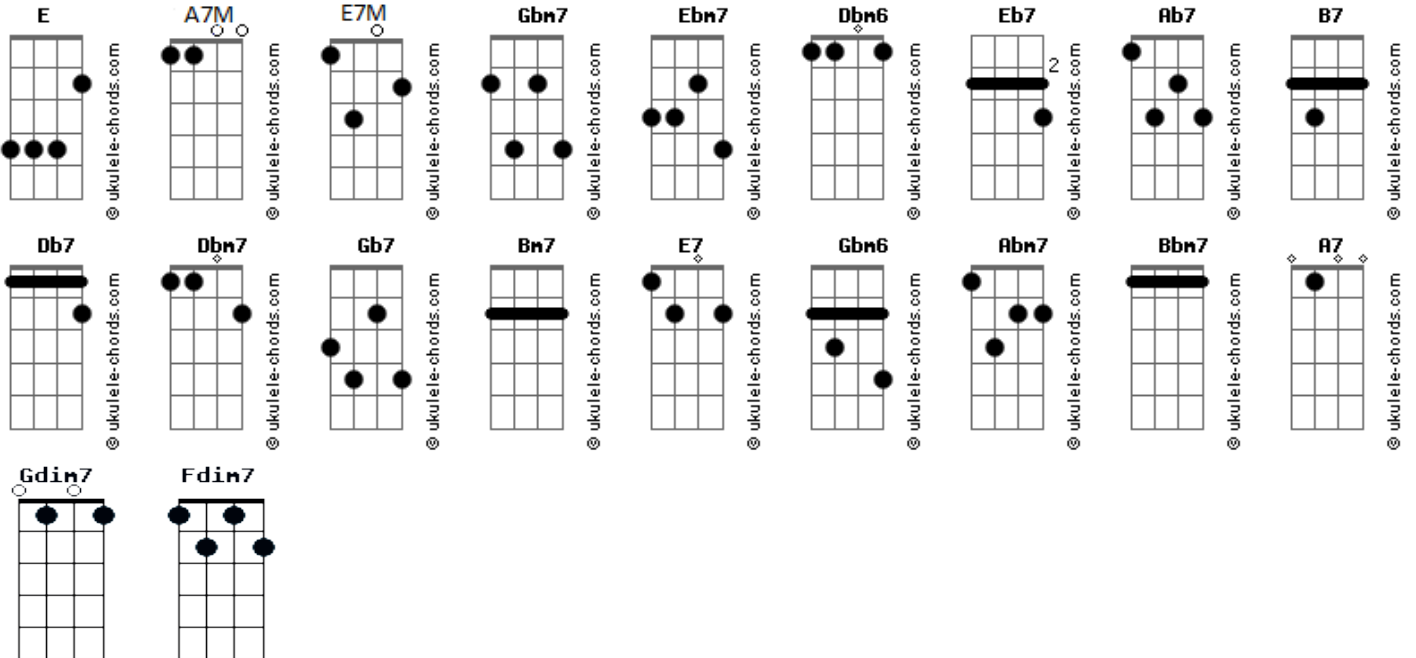 E A7M E7M Gbm7 Ebm7 Dbm6 Eb7 Ab7 B7
2
© ukulele-chords.com © ukulele-chords.com © ukulele-chords.com © ukulele-chords.com © ukulele-chords.com © ukulele-chords.com © ukulele-chords.com © ukulele-chords.com © ukulele-chords.com
Db7 Dbm7 Gb7 Bm7 E7 Gbm6 Abm7 Bbm7 A7
© ukulele-chords.com © ukulele-chords.com © ukulele-chords.com © ukulele-chords.com © ukulele-chords.com © ukulele-chords.com © ukulele-chords.com © ukulele-chords.com © ukulele-chords.com
Gdim7 Fdim7